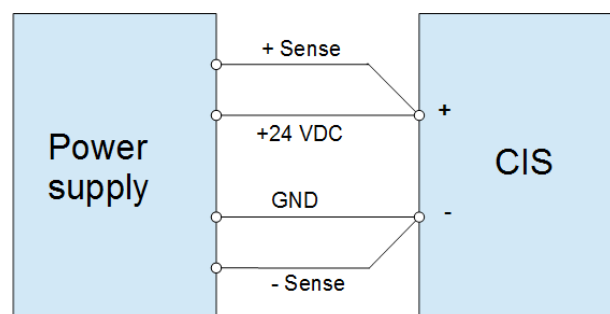 + Sense
+
+24 VDC
Power
supply
CIS
GND
-
- Sense